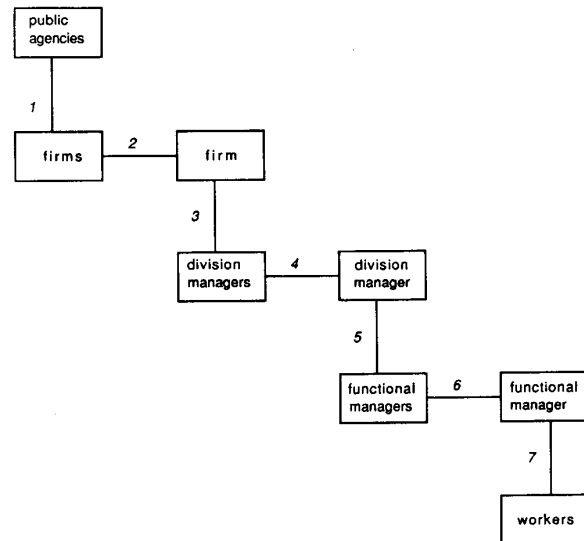 public
agencies
1
firms
2
firm
3
division
managers
4
division
manager
5
functional
managers
6
functional
manager
7
workers